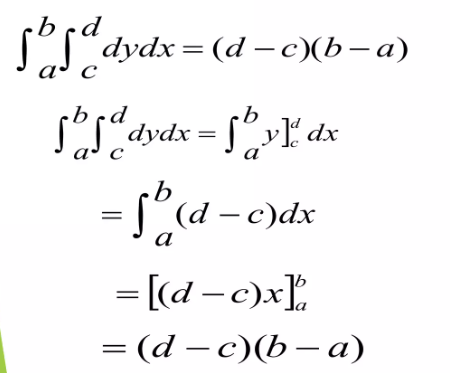 ∫_a^b ∫_c^d dydx = (d − c)(b − a)
∫_a^b ∫_c^d dydx = ∫_a^b y]_c^d dx
= ∫_a^b (d − c)dx
= [(d − c)x]_a^b
= (d − c)(b − a)